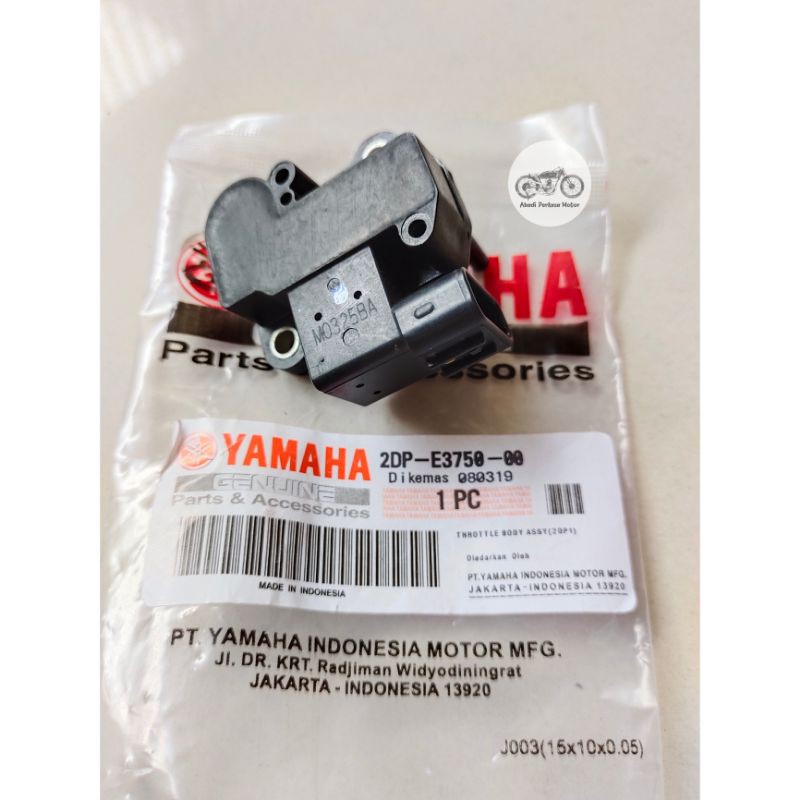 Abadi Perkasa Motor
M0325BA
HA
Parts & Accessories
YAMAHA
GENUINE
Parts & Accessories
2DP-E3750-00
Dikemas 080319
1 PC
THROTTLE BODY ASSY(2DP1)
Diedarkan Oleh
PT.YAMAHA INDONESIA MOTOR MFG.
JAKARTA-INDONESIA 13920
MADE IN INDONESIA
PT. YAMAHA INDONESIA MOTOR MFG.
Jl. DR. KRT. Radjiman Widyodiningrat
JAKARTA - INDONESIA 13920
J003(15x10x0.05)